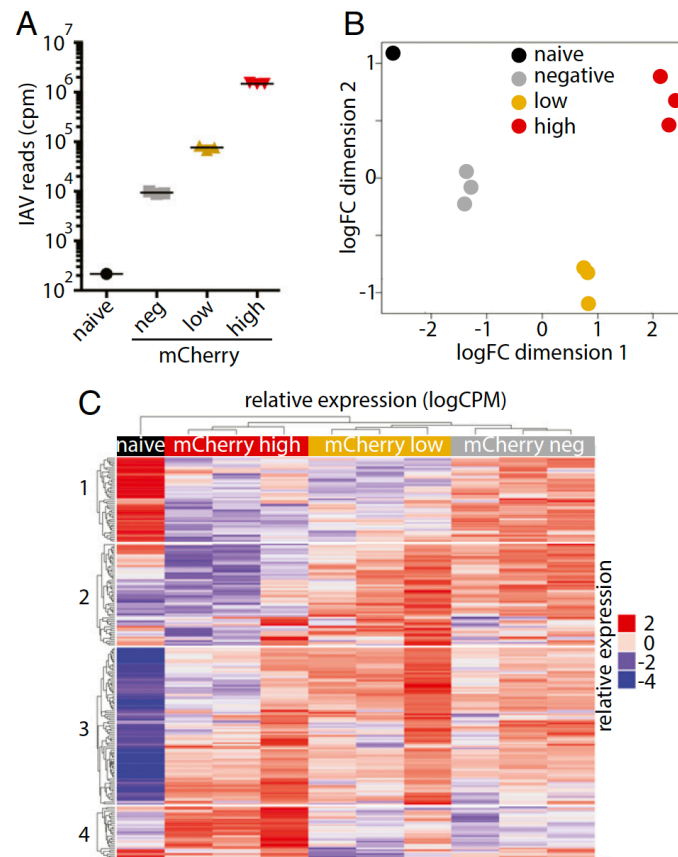 A
IAV reads (cpm)
10^7
10^6
10^5
10^4
10^3
10^2
naive
neg
low
high
mCherry
B
logFC dimension 2
1
0
-1
naive
negative
low
high
-2
-1
0
1
2
logFC dimension 1
C
relative expression (logCPM)
naive mCherry high mCherry low mCherry neg
1
2
3
4
relative expression
2
0
-2
-4